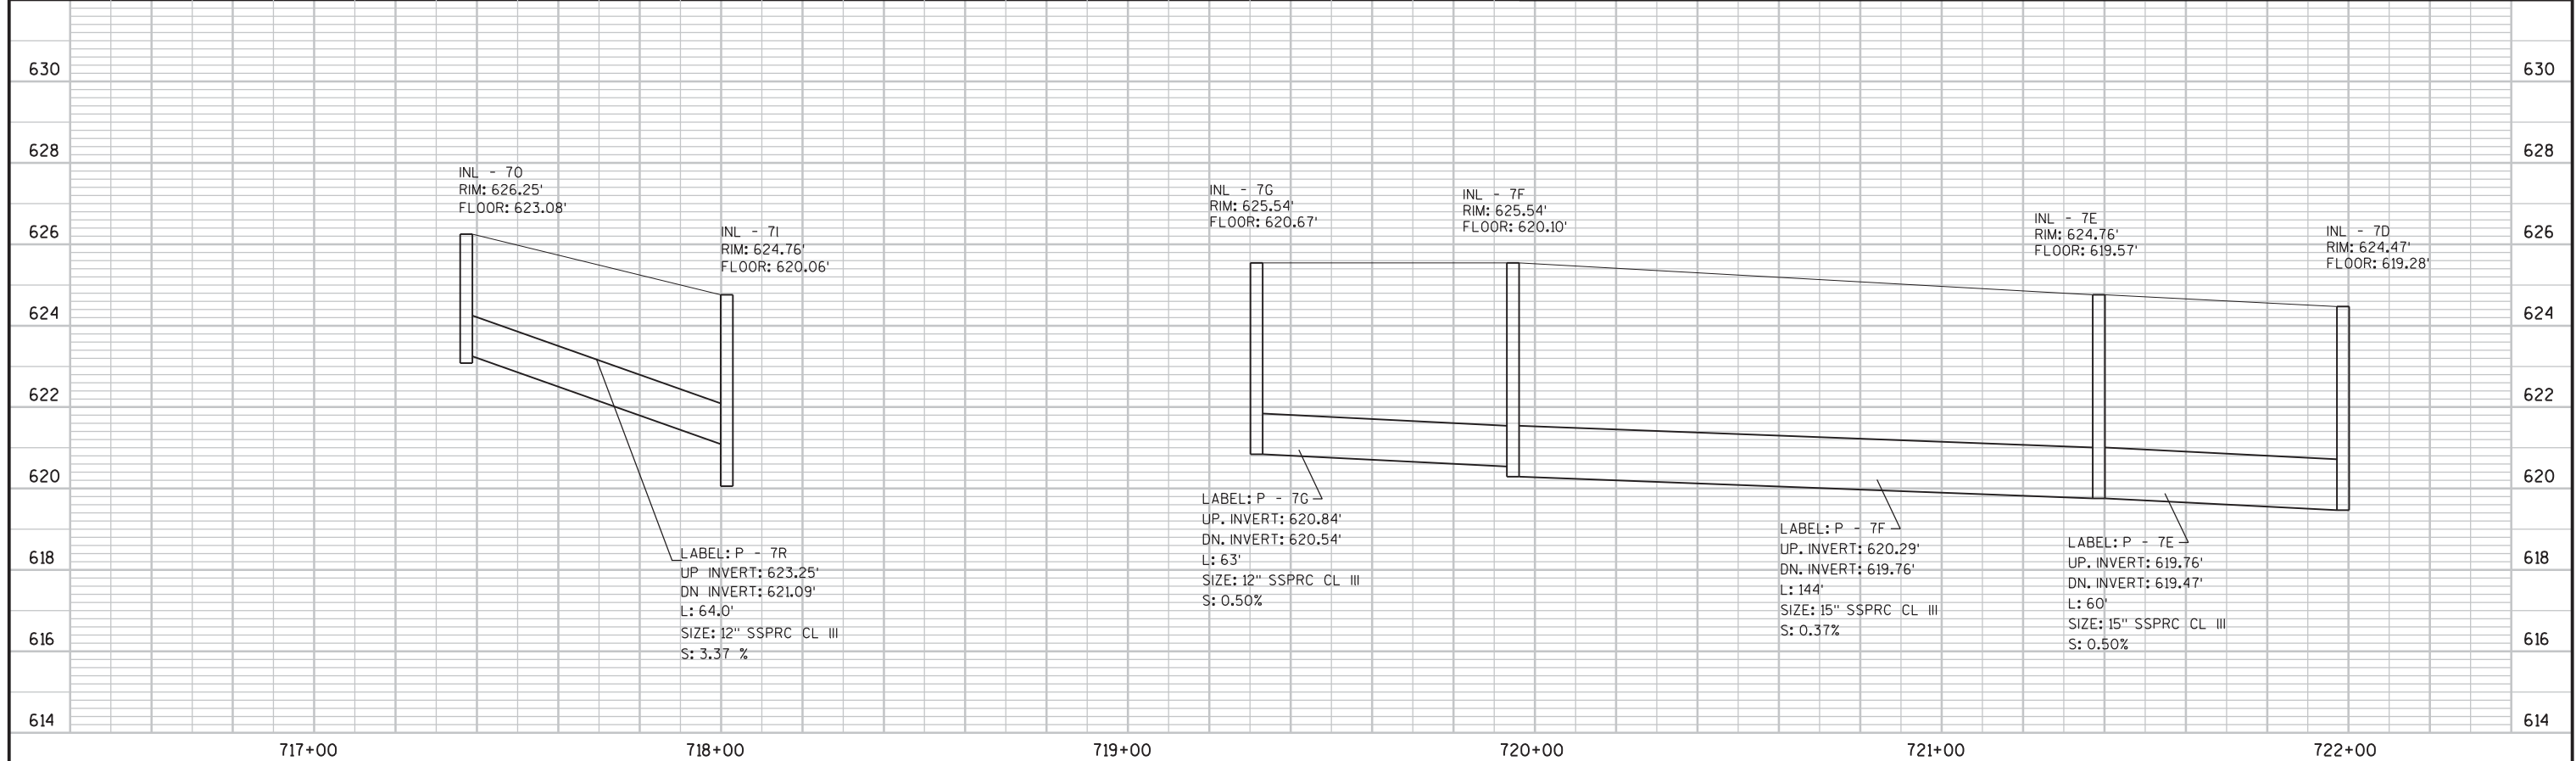 630
628
626
624
622
620
618
616
614
INL - 7O
RIM: 626.25'
FLOOR: 623.08'
INL - 7I
RIM: 624.76'
FLOOR: 620.06'
LABEL: P - 7R
UP INVERT: 623.25'
DN INVERT: 621.09'
L: 64.0'
SIZE: 12" SSPRC CL III
S: 3.37 %
INL - 7G
RIM: 625.54'
FLOOR: 620.67'
LABEL: P - 7G
UP. INVERT: 620.84'
DN. INVERT: 620.54'
L: 63'
SIZE: 12" SSPRC CL III
S: 0.50%
INL - 7F
RIM: 625.54'
FLOOR: 620.10'
LABEL: P - 7F
UP. INVERT: 620.29'
DN. INVERT: 619.76'
L: 144'
SIZE: 15" SSPRC CL III
S: 0.37%
INL - 7E
RIM: 624.76'
FLOOR: 619.57'
LABEL: P - 7E
UP. INVERT: 619.76'
DN. INVERT: 619.47'
L: 60'
SIZE: 15" SSPRC CL III
S: 0.50%
INL - 7D
RIM: 624.47'
FLOOR: 619.28'
630
628
626
624
622
620
618
616
614
717+00
718+00
719+00
720+00
721+00
722+00